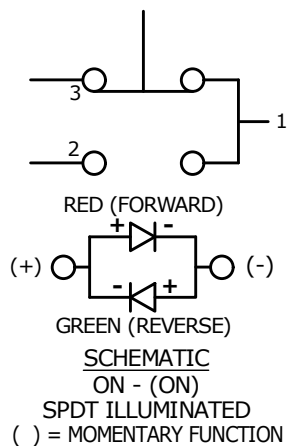 3
1
2
RED (FORWARD)
+ -
(+) (-)
- +
GREEN (REVERSE)
SCHEMATIC
ON - (ON)
SPDT ILLUMINATED
( ) = MOMENTARY FUNCTION